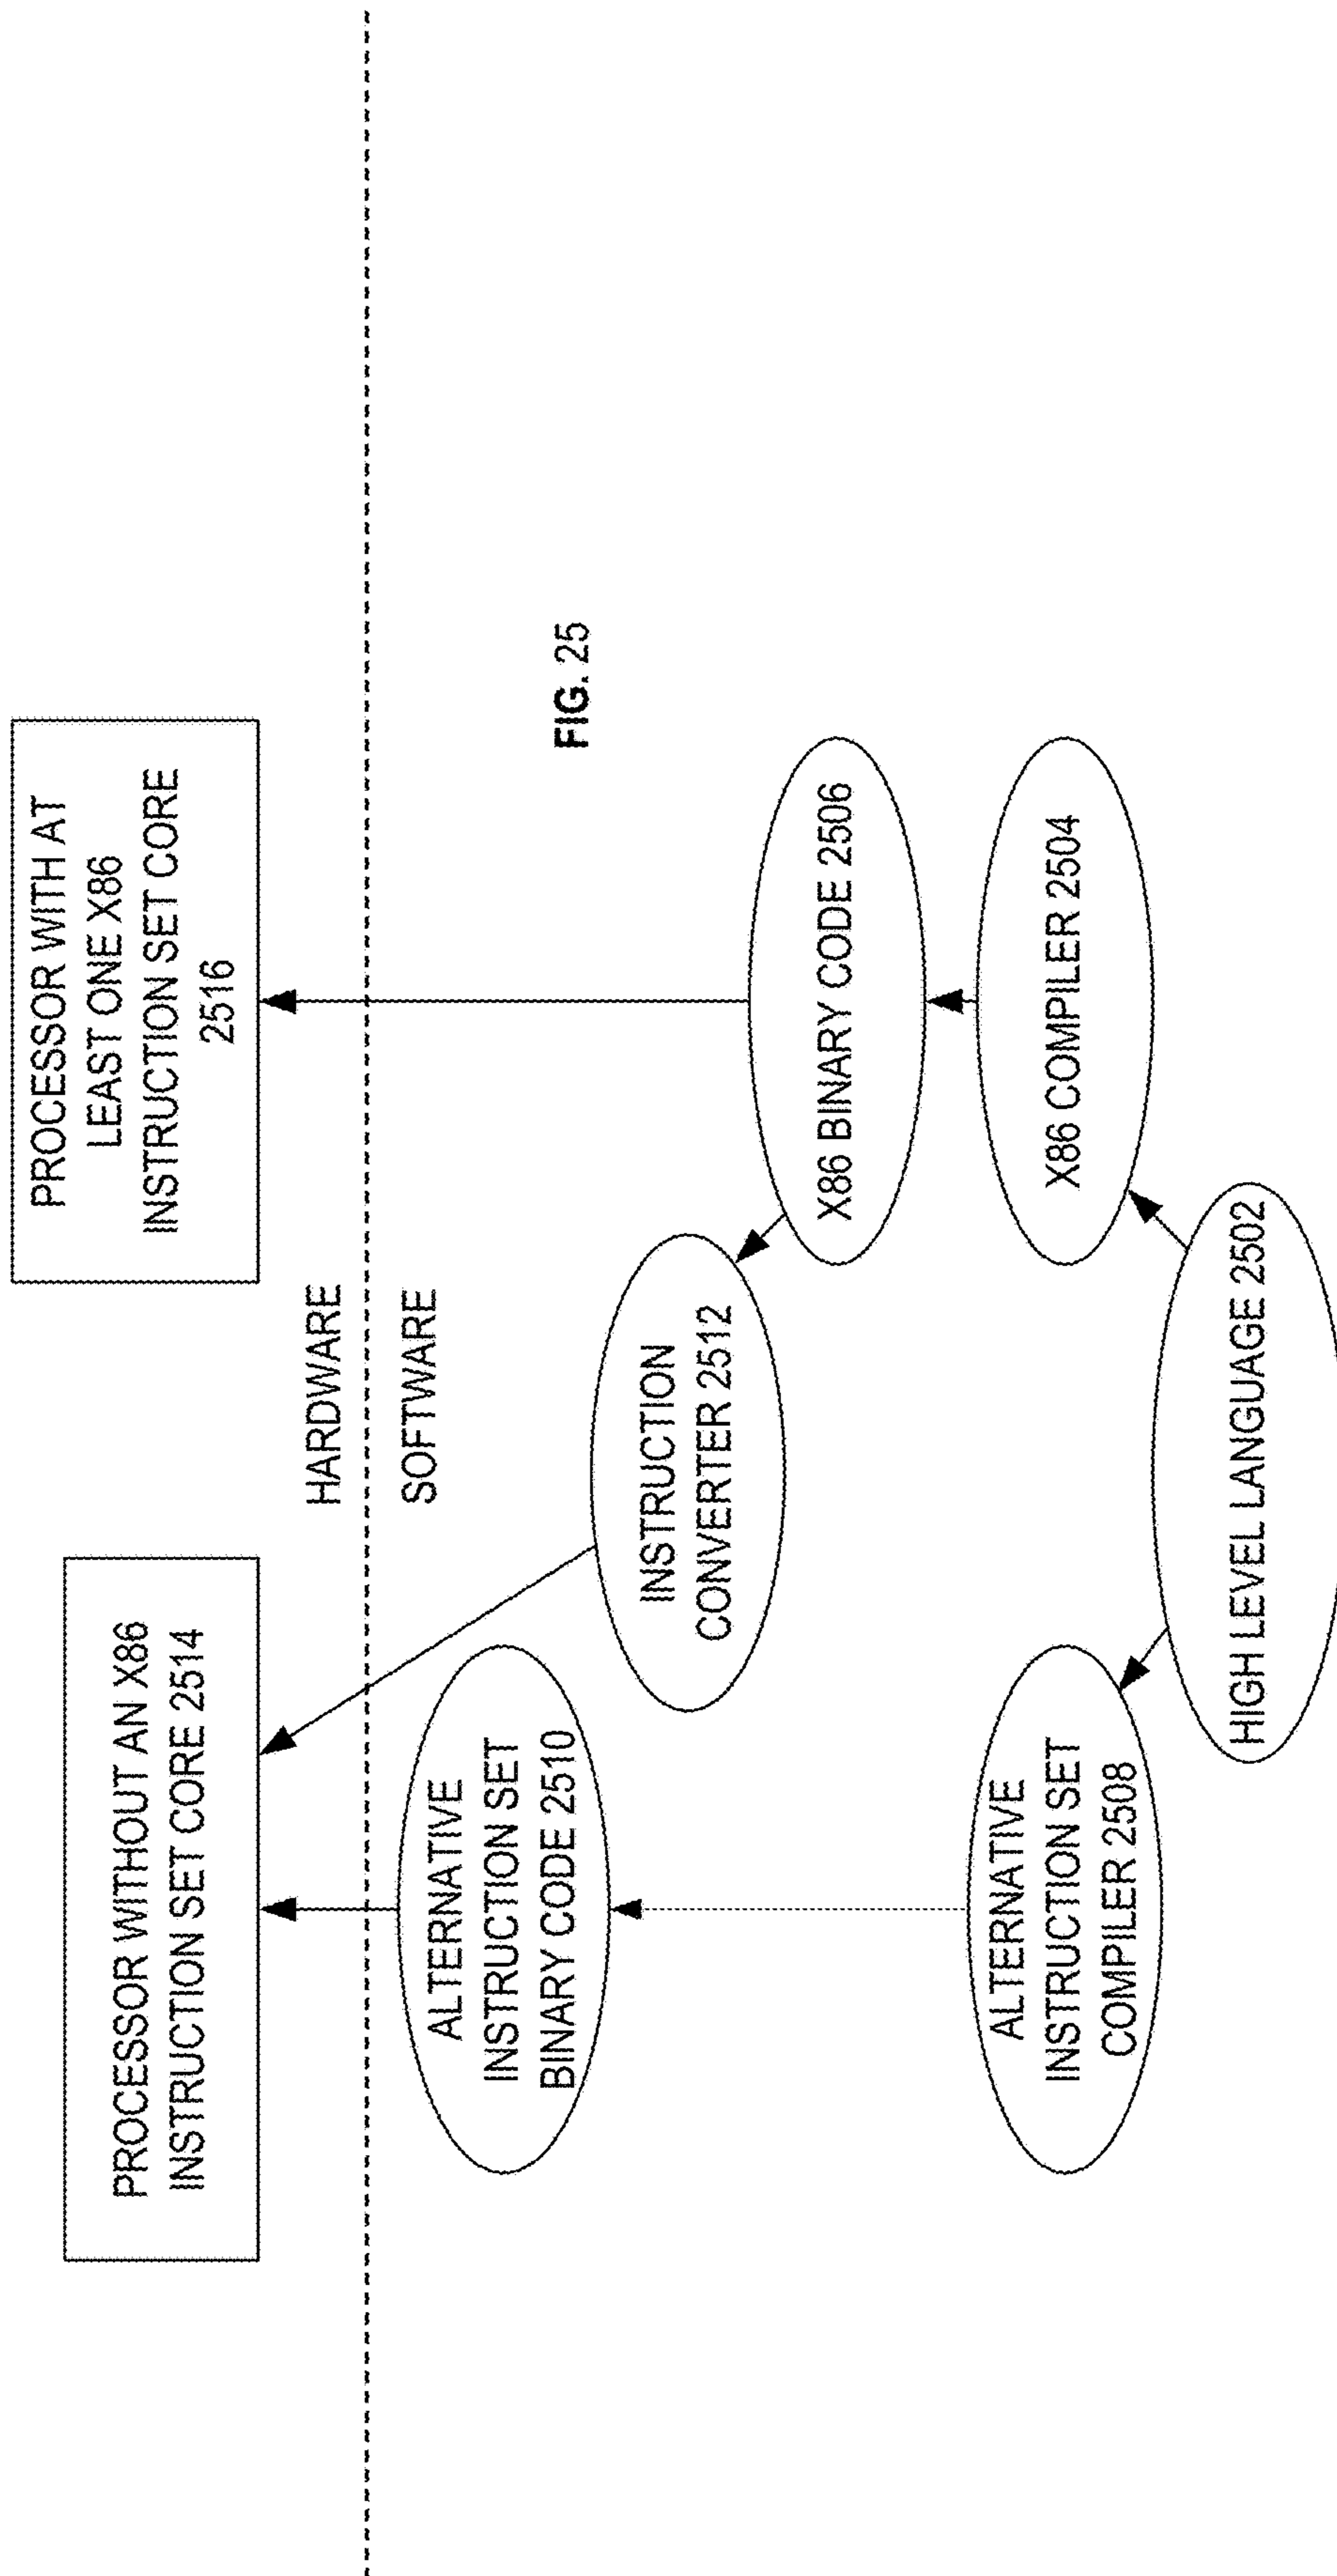 PROCESSOR WITHOUT AN X86
INSTRUCTION SET CORE 2514
PROCESSOR WITH AT
LEAST ONE X86
INSTRUCTION SET CORE
2516
HARDWARE
SOFTWARE
ALTERNATIVE
INSTRUCTION SET
BINARY CODE 2510
INSTRUCTION
CONVERTER 2512
FIG. 25
X86 BINARY CODE 2506
ALTERNATIVE
INSTRUCTION SET
COMPILER 2508
X86 COMPILER 2504
HIGH LEVEL LANGUAGE 2502